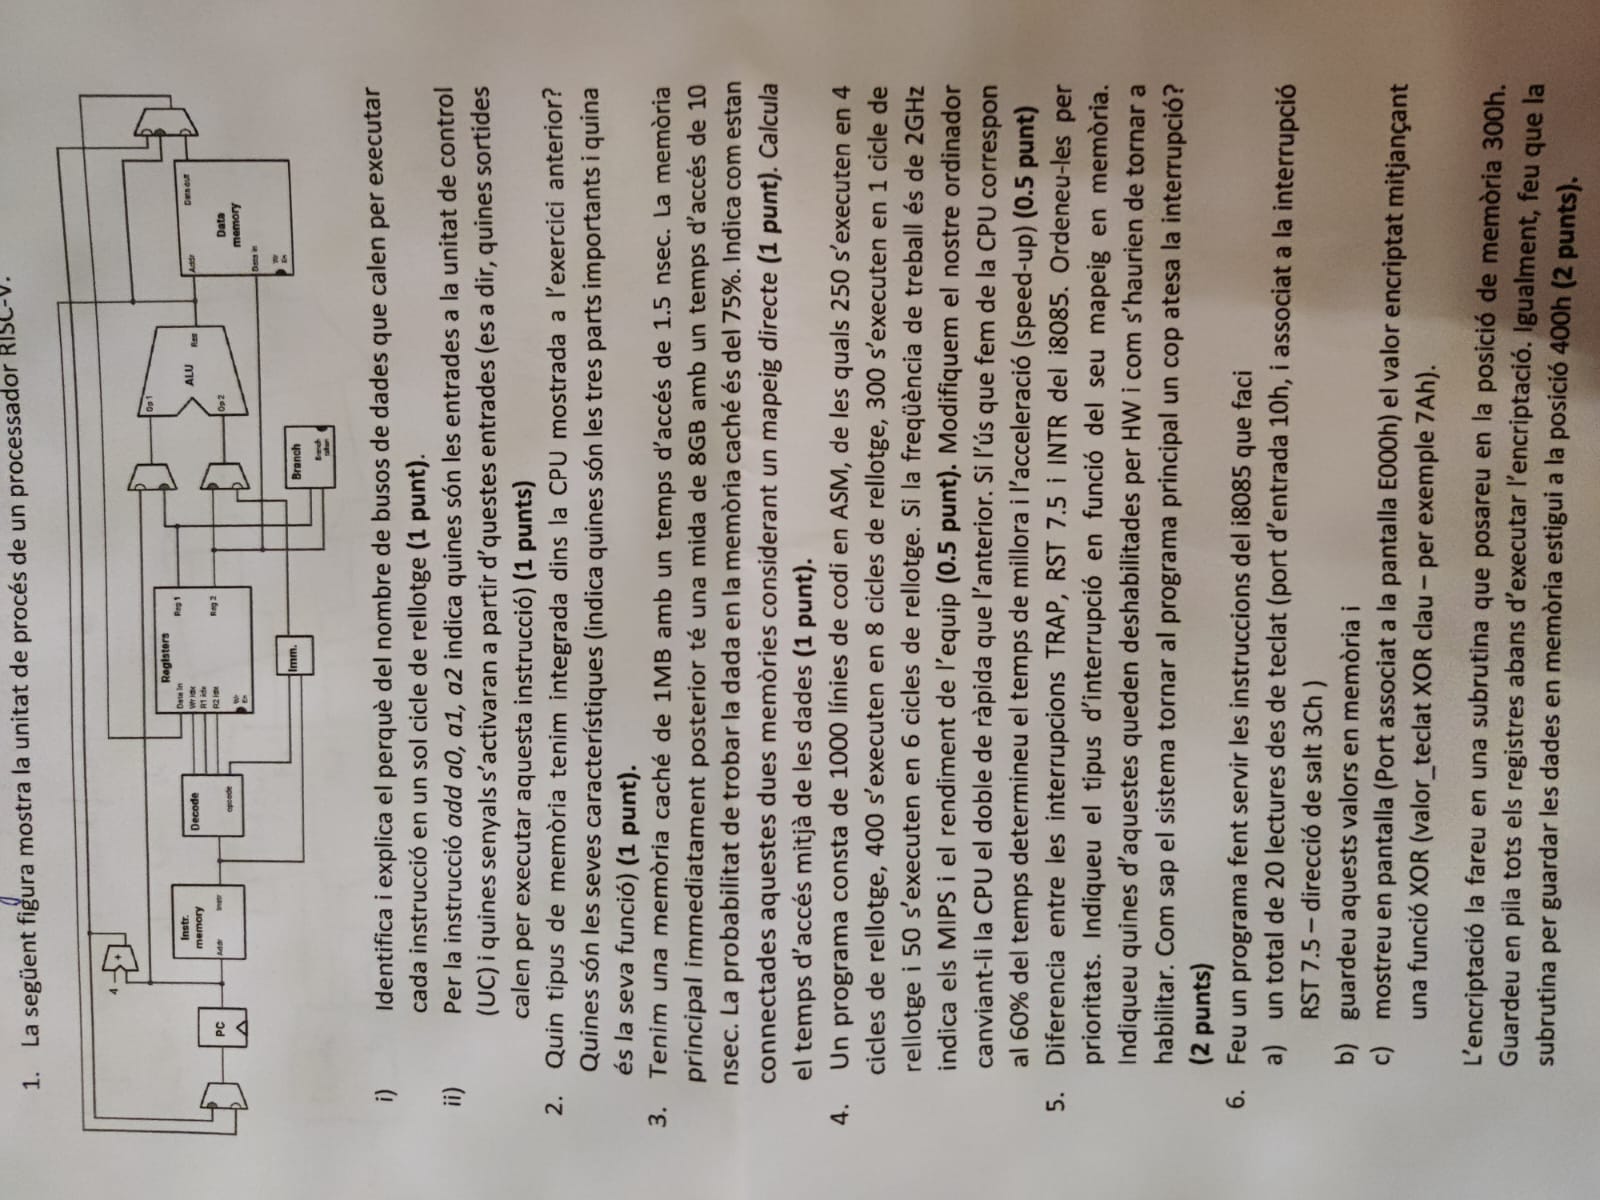 1. La següent figura mostra la unitat de procés de un processador RISC-V.
4
+
PC
Instr.
memory
Addr
Instr
Decode
opcode
Registers
Data in
Wr idx
R1 idx
R2 idx
Wr
En
Reg 1
Reg 2
Imm.
Op1
Op2
ALU
Res
Branch
Branch
taken
Addr
Data out
Data
memory
Data in
Wr
En
i) Identifica i explica el perquè del nombre de busos de dades que calen per executar
cada instrucció en un sol cicle de rellotge (1 punt).
ii) Per la instrucció add a0, a1, a2 indica quines són les entrades a la unitat de control
(UC) i quines senyals s’activaran a partir d’questes entrades (es a dir, quines sortides
calen per executar aquesta instrucció) (1 punts)
2. Quin tipus de memòria tenim integrada dins la CPU mostrada a l’exercici anterior?
Quines són les seves característiques (indica quines són les tres parts importants i quina
és la seva funció) (1 punt).
3. Tenim una memòria caché de 1MB amb un temps d’accés de 1.5 nsec. La memòria
principal immediatament posterior té una mida de 8GB amb un temps d’accés de 10
nsec. La probabilitat de trobar la dada en la memòria caché és del 75%. Indica com estan
connectades aquestes dues memòries considerant un mapeig directe (1 punt). Calcula
el temps d’accés mitjà de les dades (1 punt).
4. Un programa consta de 1000 línies de codi en ASM, de les quals 250 s’executen en 4
cicles de rellotge, 400 s’executen en 8 cicles de rellotge, 300 s’executen en 1 cicle de
rellotge i 50 s’executen en 6 cicles de rellotge. Si la freqüència de treball és de 2GHz
indica els MIPS i el rendiment de l’equip (0.5 punt). Modifiquem el nostre ordinador
canviant-li la CPU el doble de ràpida que l’anterior. Si l’ús que fem de la CPU correspon
al 60% del temps determineu el temps de millora i l’acceleració (speed-up) (0.5 punt)
5. Diferencia entre les interrupcions TRAP, RST 7.5 i INTR del i8085. Ordeneu-les per
prioritats. Indiqueu el tipus d’interrupció en funció del seu mapeig en memòria.
Indiqueu quines d’aquestes queden deshabilitades per HW i com s’haurien de tornar a
habilitar. Com sap el sistema tornar al programa principal un cop atesa la interrupció?
(2 punts)
6. Feu un programa fent servir les instruccions del i8085 que faci
a) un total de 20 lectures des de teclat (port d’entrada 10h, i associat a la interrupció
RST 7.5 – direcció de salt 3Ch )
b) guardeu aquests valors en memòria i
c) mostreu en pantalla (Port associat a la pantalla E000h) el valor encriptat mitjançant
una funció XOR (valor_teclat XOR clau – per exemple 7Ah).
L’encriptació la fareu en una subrutina que posareu en la posició de memòria 300h.
Guardeu en pila tots els registres abans d’executar l’encriptació. Igualment, feu que la
subrutina per guardar les dades en memòria estigui a la posició 400h (2 punts).